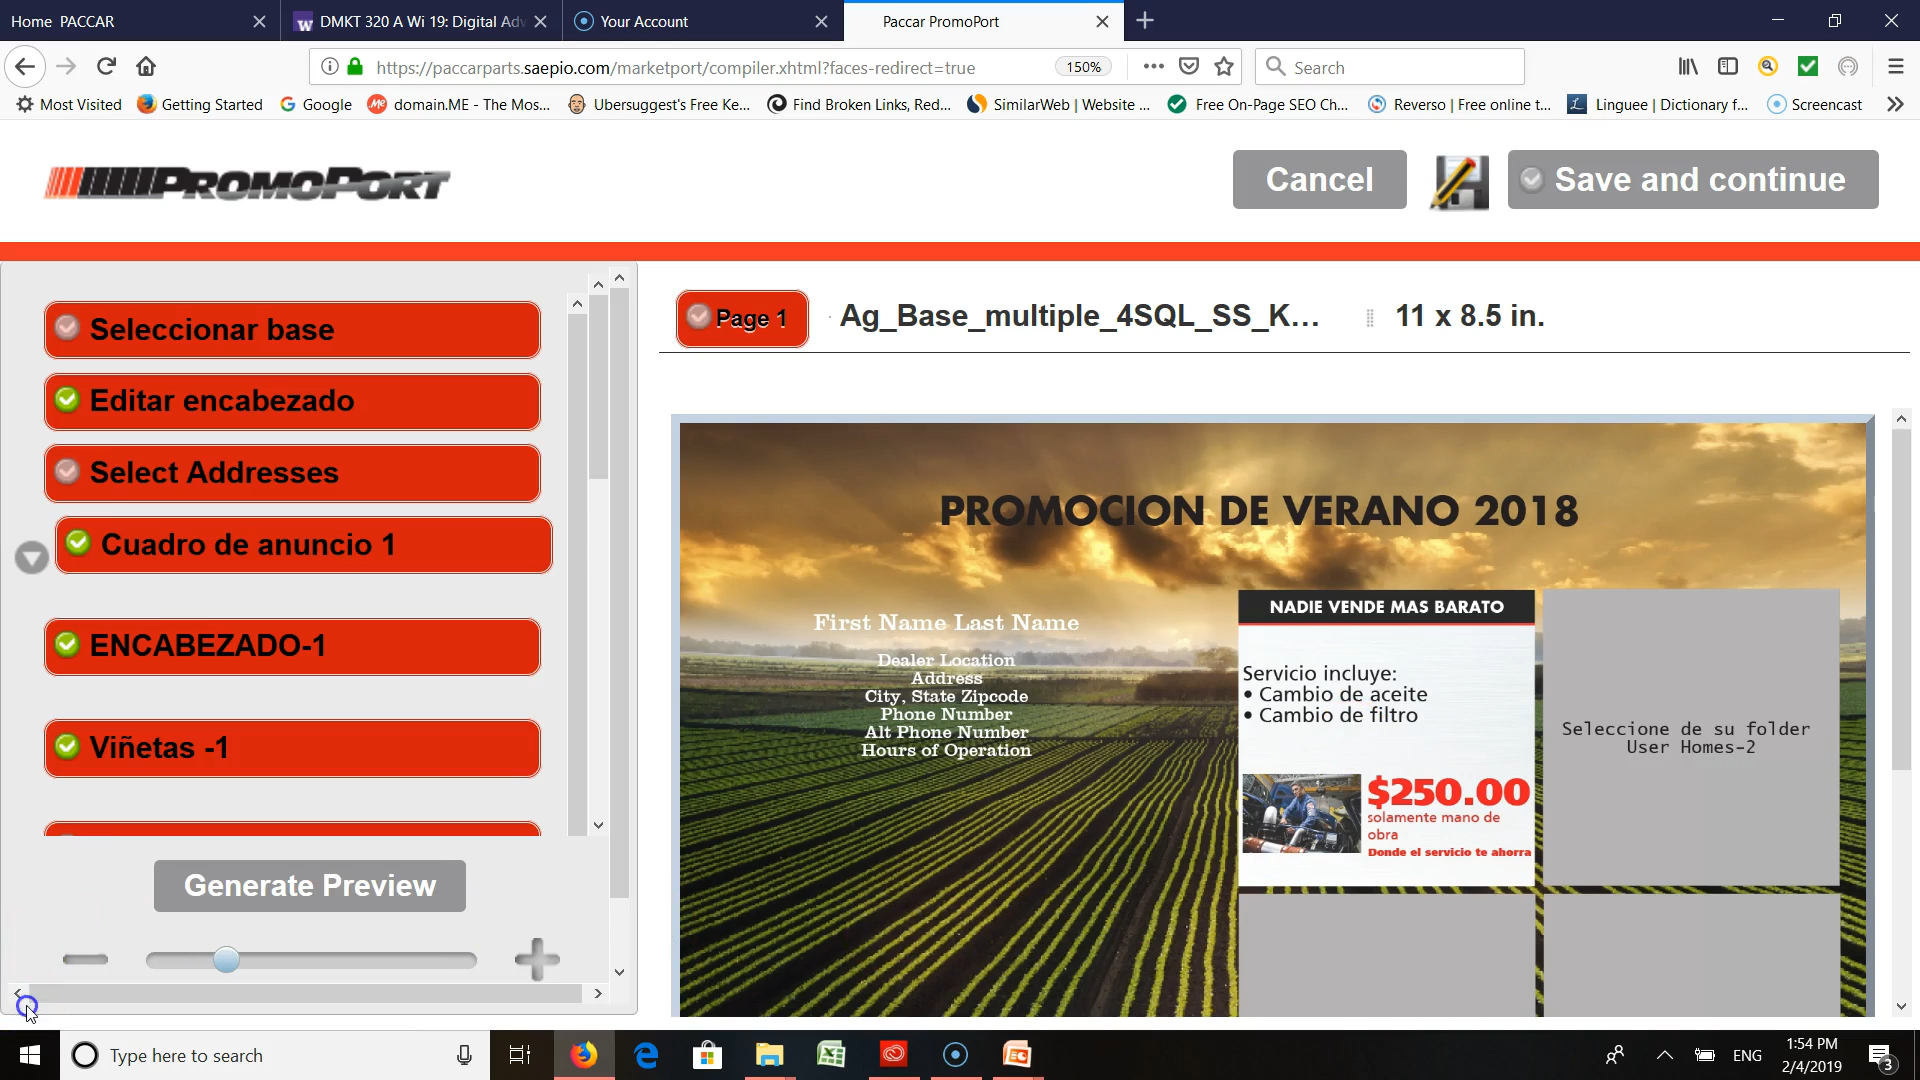 Home PACCAR
DMKT 320 A Wi 19: Digital Adv
Your Account
Paccar PromoPort
https://paccarparts.saepio.com/marketport/compiler.xhtml?faces-redirect=true
150%
Search
Most Visited
Getting Started
Google
domain.ME - The Mos...
Ubersuggest's Free Ke...
Find Broken Links, Red...
SimilarWeb | Website ...
Free On-Page SEO Ch...
Reverso | Free online t...
Linguee | Dictionary f...
Screencast
PROMOPORT
Cancel
Save and continue
Seleccionar base
Editar encabezado
Select Addresses
Cuadro de anuncio 1
ENCABEZADO-1
Viñetas -1
Generate Preview
Page 1
Ag_Base_multiple_4SQL_SS_K...
11 x 8.5 in.
PROMOCION DE VERANO 2018
First Name Last Name
Dealer Location
Address
City, State Zipcode
Phone Number
Alt Phone Number
Hours of Operation
NADIE VENDE MAS BARATO
Servicio incluye:
• Cambio de aceite
• Cambio de filtro
$250.00
solamente mano de
obra
Donde el servicio te ahorra
Seleccione de su folder
User Homes-2
Type here to search
ENG
1:54 PM
2/4/2019
3